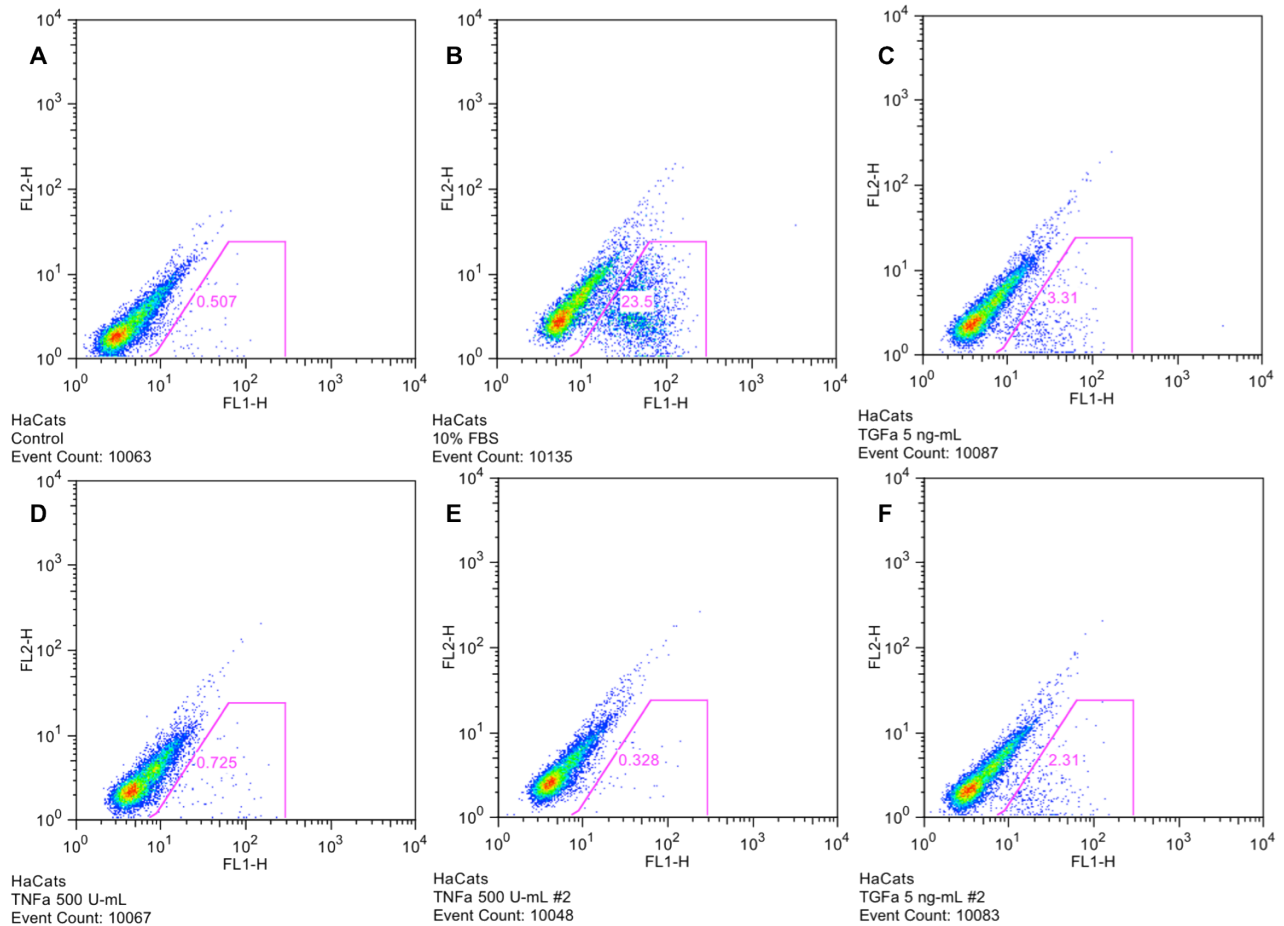 A
10^4
10^3
10^2
10^1
10^0
FL2-H
0.507
10^0 10^1 10^2 10^3 10^4
FL1-H
HaCats
Control
Event Count: 10063
B
10^4
10^3
10^2
10^1
10^0
FL2-H
23.5
10^0 10^1 10^2 10^3 10^4
FL1-H
HaCats
10% FBS
Event Count: 10135
C
10^4
10^3
10^2
10^1
10^0
FL2-H
3.31
10^0 10^1 10^2 10^3 10^4
FL1-H
HaCats
TGFa 5 ng-mL
Event Count: 10087
D
10^4
10^3
10^2
10^1
10^0
FL2-H
0.725
10^0 10^1 10^2 10^3 10^4
FL1-H
HaCats
TNFa 500 U-mL
Event Count: 10067
E
10^4
10^3
10^2
10^1
10^0
FL2-H
0.328
10^0 10^1 10^2 10^3 10^4
FL1-H
HaCats
TNFa 500 U-mL #2
Event Count: 10048
F
10^4
10^3
10^2
10^1
10^0
FL2-H
2.31
10^0 10^1 10^2 10^3 10^4
FL1-H
HaCats
TGFa 5 ng-mL #2
Event Count: 10083